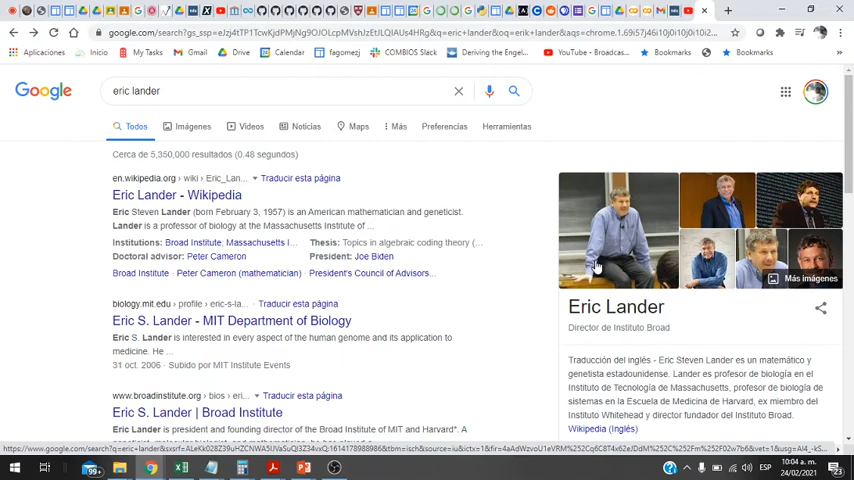 google.com/search?gs_ssp=eJzj4tTP1TcwKdPJMjNg9OJOLcpMVshJzEtILQIAUs4HRg&q=eric+lander&oq=erik+lander&aqs=chrome.1.69i57j46i10j0i10j0i10l2...
Aplicaciones
Inicio
My Tasks
Gmail
Drive
Calendar
fagomezj
COMBIOS Slack
Deriving the Engel...
YouTube - Broadcas...
Bookmarks
Bookmarks
Google
eric lander
Todos
Imágenes
Videos
Noticias
Maps
Más
Preferencias
Herramientas
Cerca de 5,350,000 resultados (0.48 segundos)
en.wikipedia.org › wiki › Eric_Lan... Traducir esta página
Eric Lander - Wikipedia
Eric Steven Lander (born February 3, 1957) is an American mathematician and geneticist.
Lander is a professor of biology at the Massachusetts Institute of ...
Institutions: Broad Institute; Massachusetts I... Thesis: Topics in algebraic coding theory (...
Doctoral advisor: Peter Cameron President: Joe Biden
Broad Institute · Peter Cameron (mathematician) · President's Council of Advisors...
biology.mit.edu › profile › eric-s-la... Traducir esta página
Eric S. Lander - MIT Department of Biology
Eric S. Lander is interested in every aspect of the human genome and its application to
medicine. He ...
31 oct. 2006 · Subido por MIT Institute Events
www.broadinstitute.org › bios › eri... Traducir esta página
Eric S. Lander | Broad Institute
Eric Lander is president and founding director of the Broad Institute of MIT and Harvard*. A
Más imágenes
Eric Lander
Director de Instituto Broad
Traducción del inglés - Eric Steven Lander es un matemático y
genetista estadounidense. Lander es profesor de biología en el
Instituto de Tecnología de Massachusetts, profesor de biología de
sistemas en la Escuela de Medicina de Harvard, ex miembro del
Instituto Whitehead y director fundador del Instituto Broad.
Wikipedia (Inglés)
99+
ESP
10:04 a. m.
24/02/2021
23